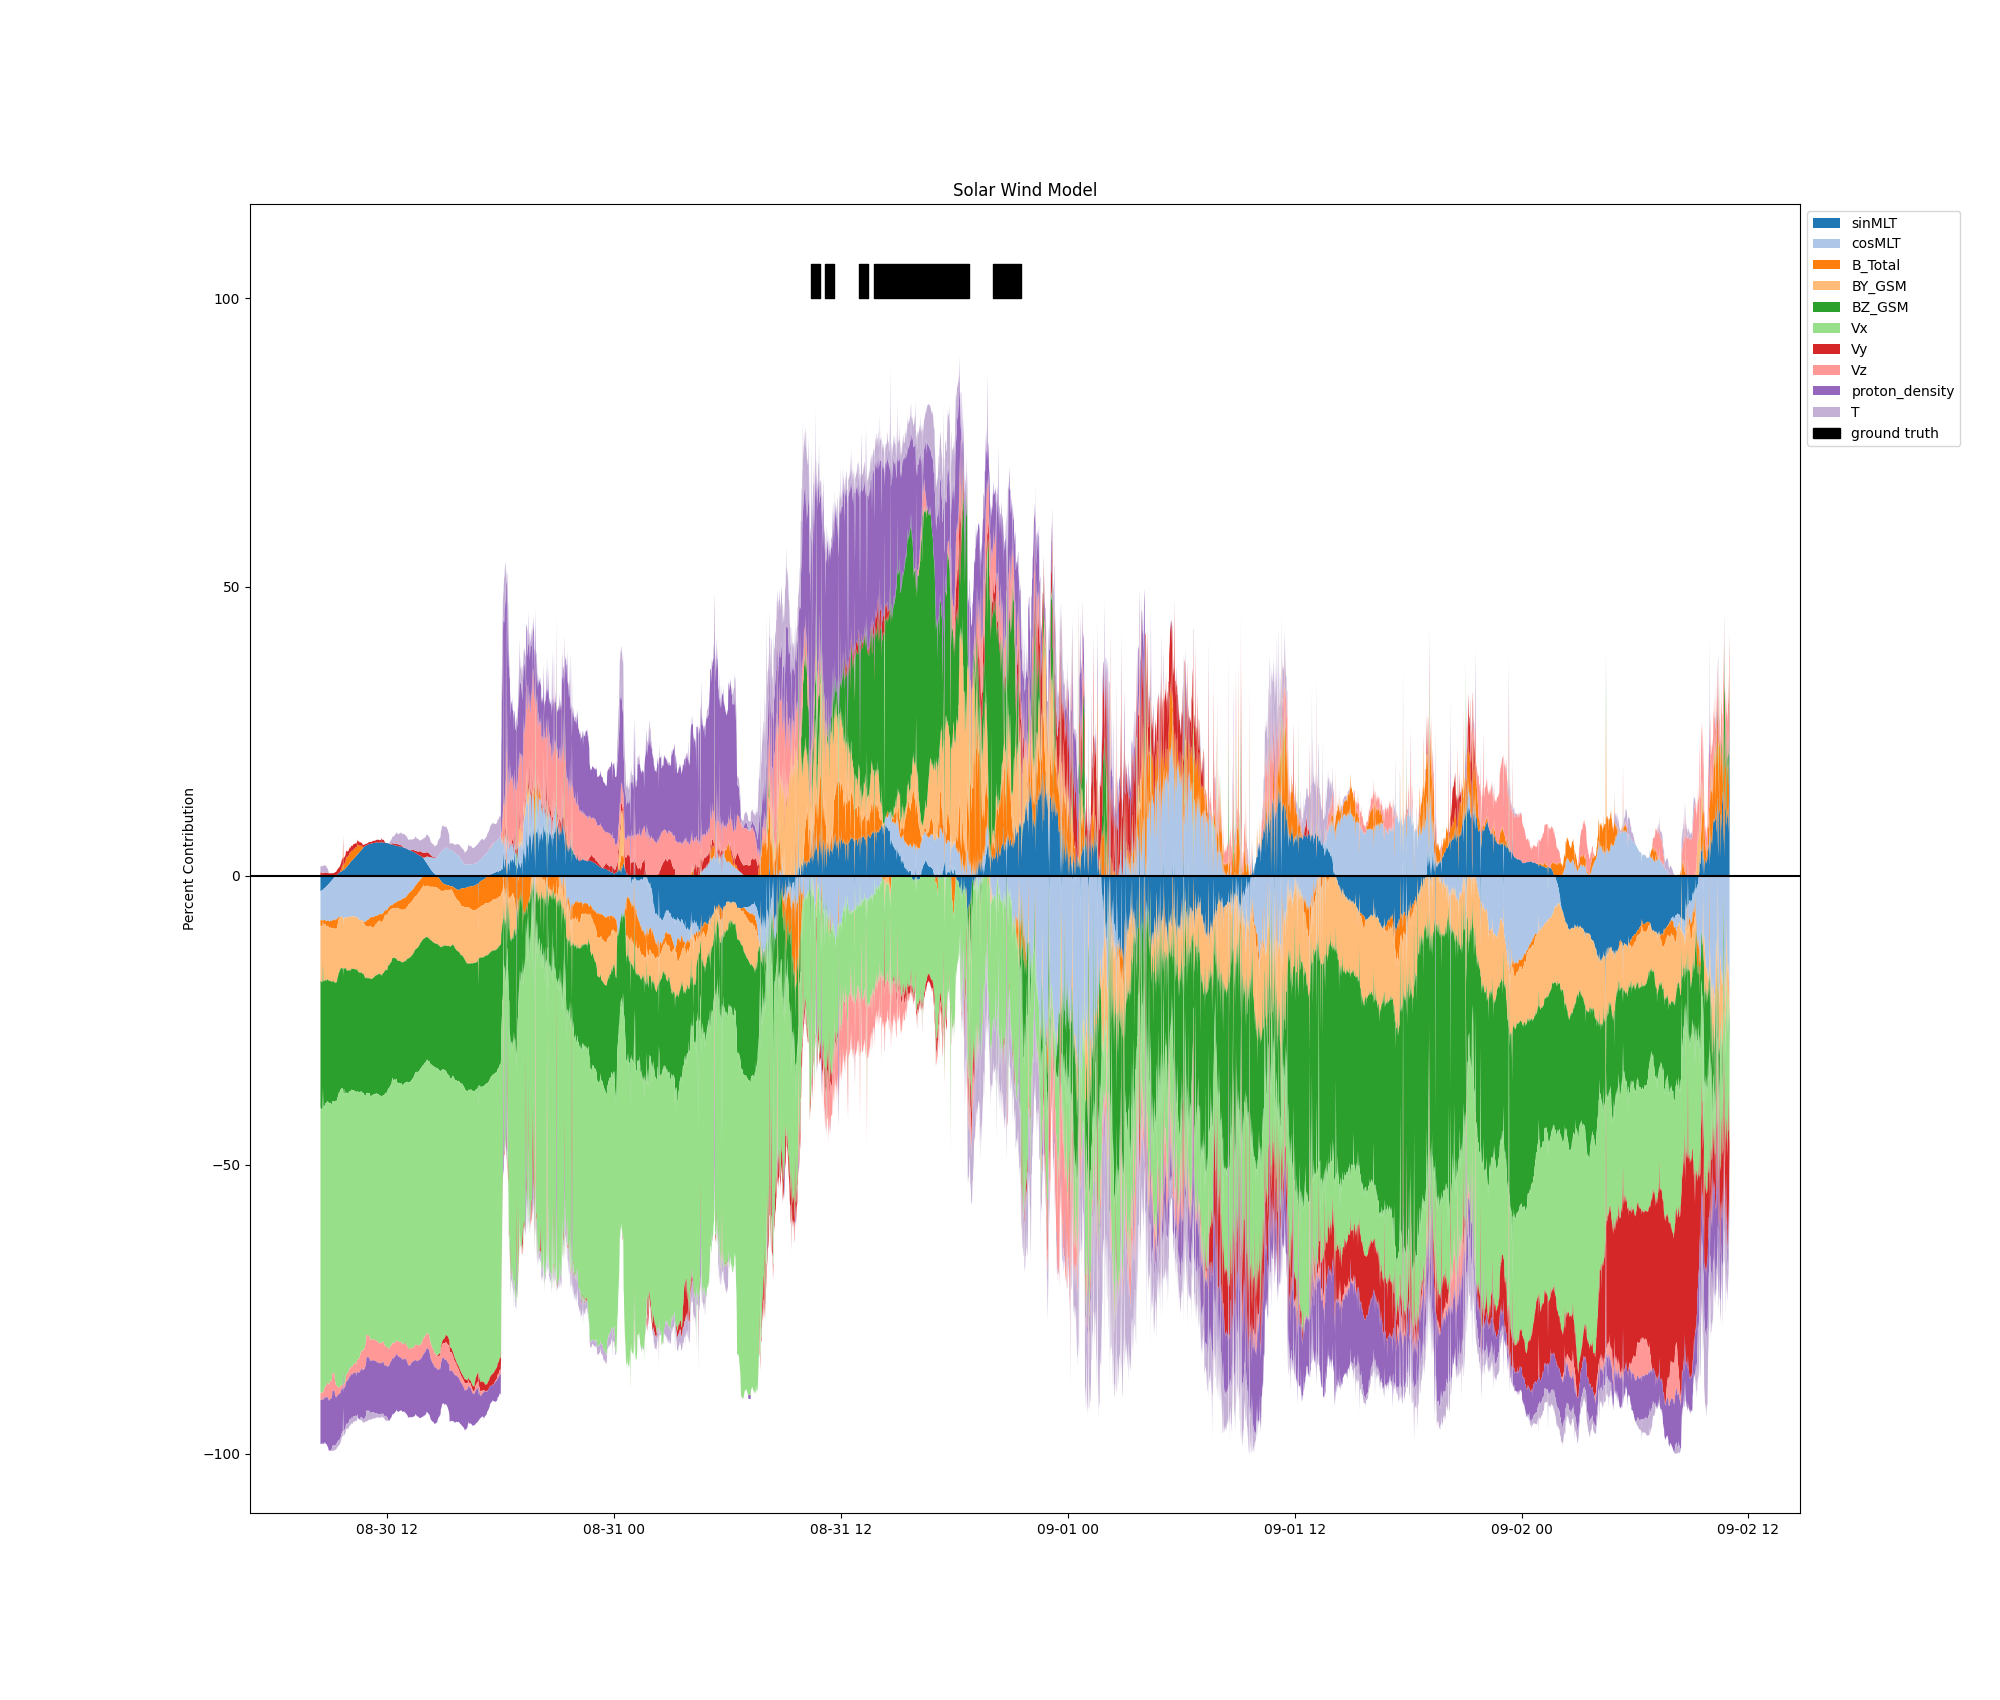 Solar Wind Model
sinMLT
cosMLT
B_Total
BY_GSM
BZ_GSM
Vx
Vy
Vz
proton_density
T
ground truth
Percent Contribution
100
50
0
−50
−100
08-30 12
08-31 00
08-31 12
09-01 00
09-01 12
09-02 00
09-02 12